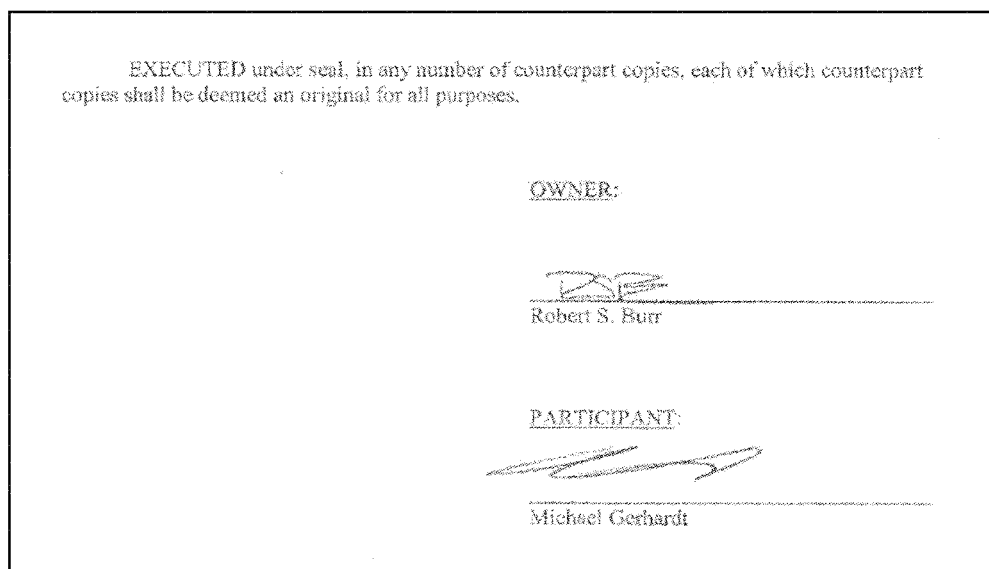 EXECUTED under seal, in any number of counterpart copies, each of which counterpart
copies shall be deemed an original for all purposes.
OWNER:
Robert S. Burr
PARTICIPANT:
Michael Gerhardt